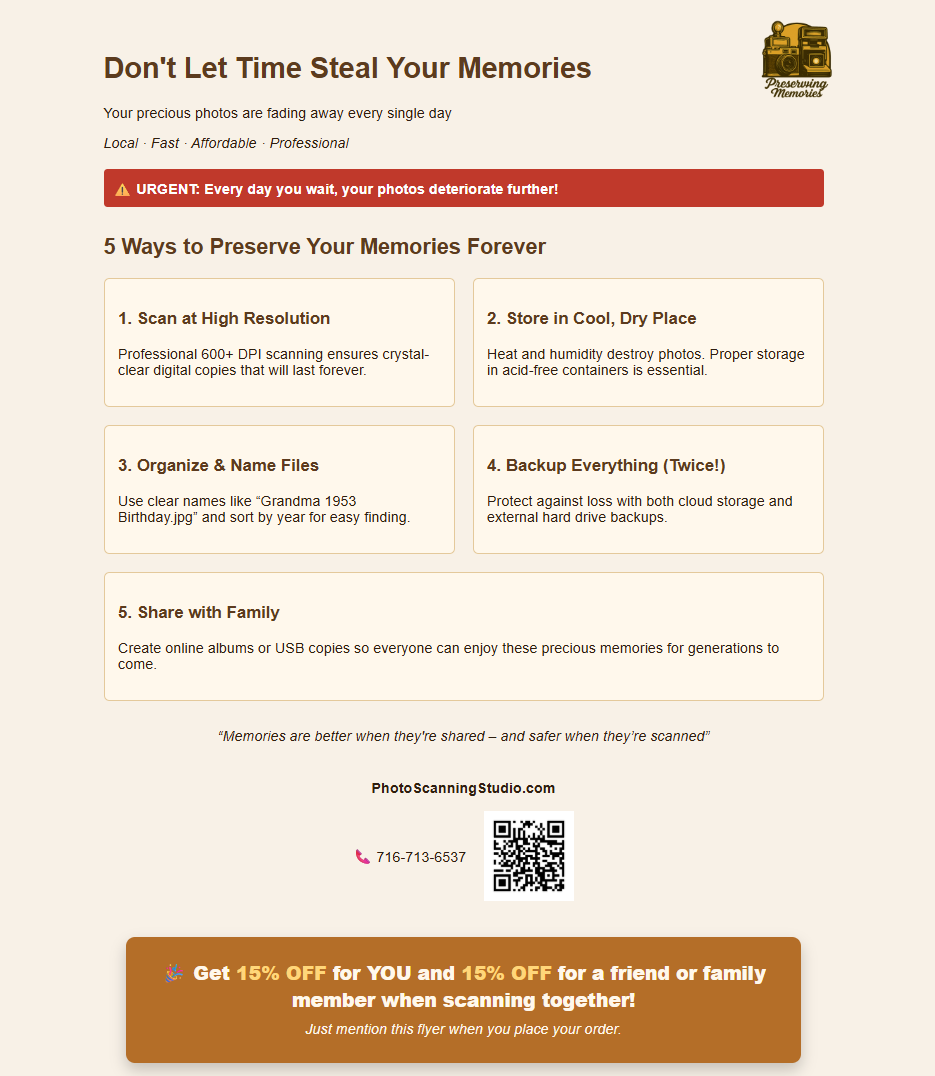 Don't Let Time Steal Your Memories
Preserving
Memories
Your precious photos are fading away every single day
Local · Fast · Affordable · Professional
⚠️ URGENT: Every day you wait, your photos deteriorate further!
5 Ways to Preserve Your Memories Forever
1. Scan at High Resolution
Professional 600+ DPI scanning ensures crystal-
clear digital copies that will last forever.
2. Store in Cool, Dry Place
Heat and humidity destroy photos. Proper storage
in acid-free containers is essential.
3. Organize & Name Files
Use clear names like “Grandma 1953
Birthday.jpg” and sort by year for easy finding.
4. Backup Everything (Twice!)
Protect against loss with both cloud storage and
external hard drive backups.
5. Share with Family
Create online albums or USB copies so everyone can enjoy these precious memories for generations to
come.
“Memories are better when they're shared – and safer when they’re scanned”
PhotoScanningStudio.com
📞 716-713-6537
🎉 Get 15% OFF for YOU and 15% OFF for a friend or family
member when scanning together!
Just mention this flyer when you place your order.